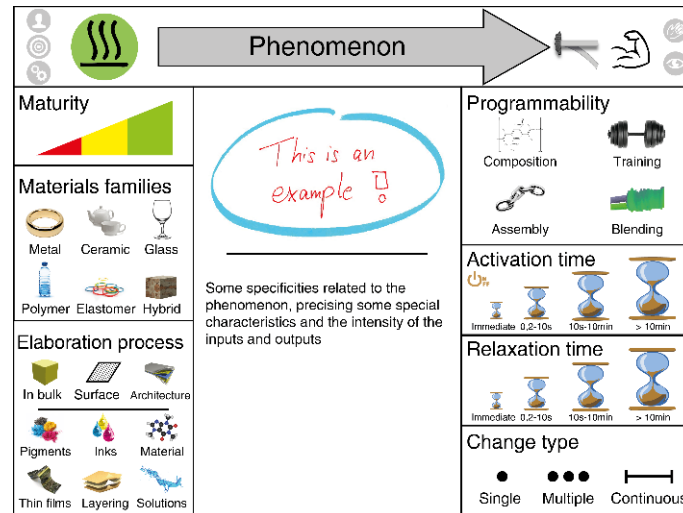 Phenomenon
Maturity
Materials families
Metal Ceramic Glass
Polymer Elastomer Hybrid
Elaboration process
In bulk Surface Architecture
Pigments Inks Material
Thin films Layering Solutions
This is an
example !
Some specificities related to the
phenomenon, precising some special
characteristics and the intensity of the
inputs and outputs
Programmability
Composition Training
Assembly Blending
Activation time
Immediate 0,2-10s 10s-10min > 10min
Relaxation time
Immediate 0,2-10s 10s-10min > 10min
Change type
Single Multiple Continuous